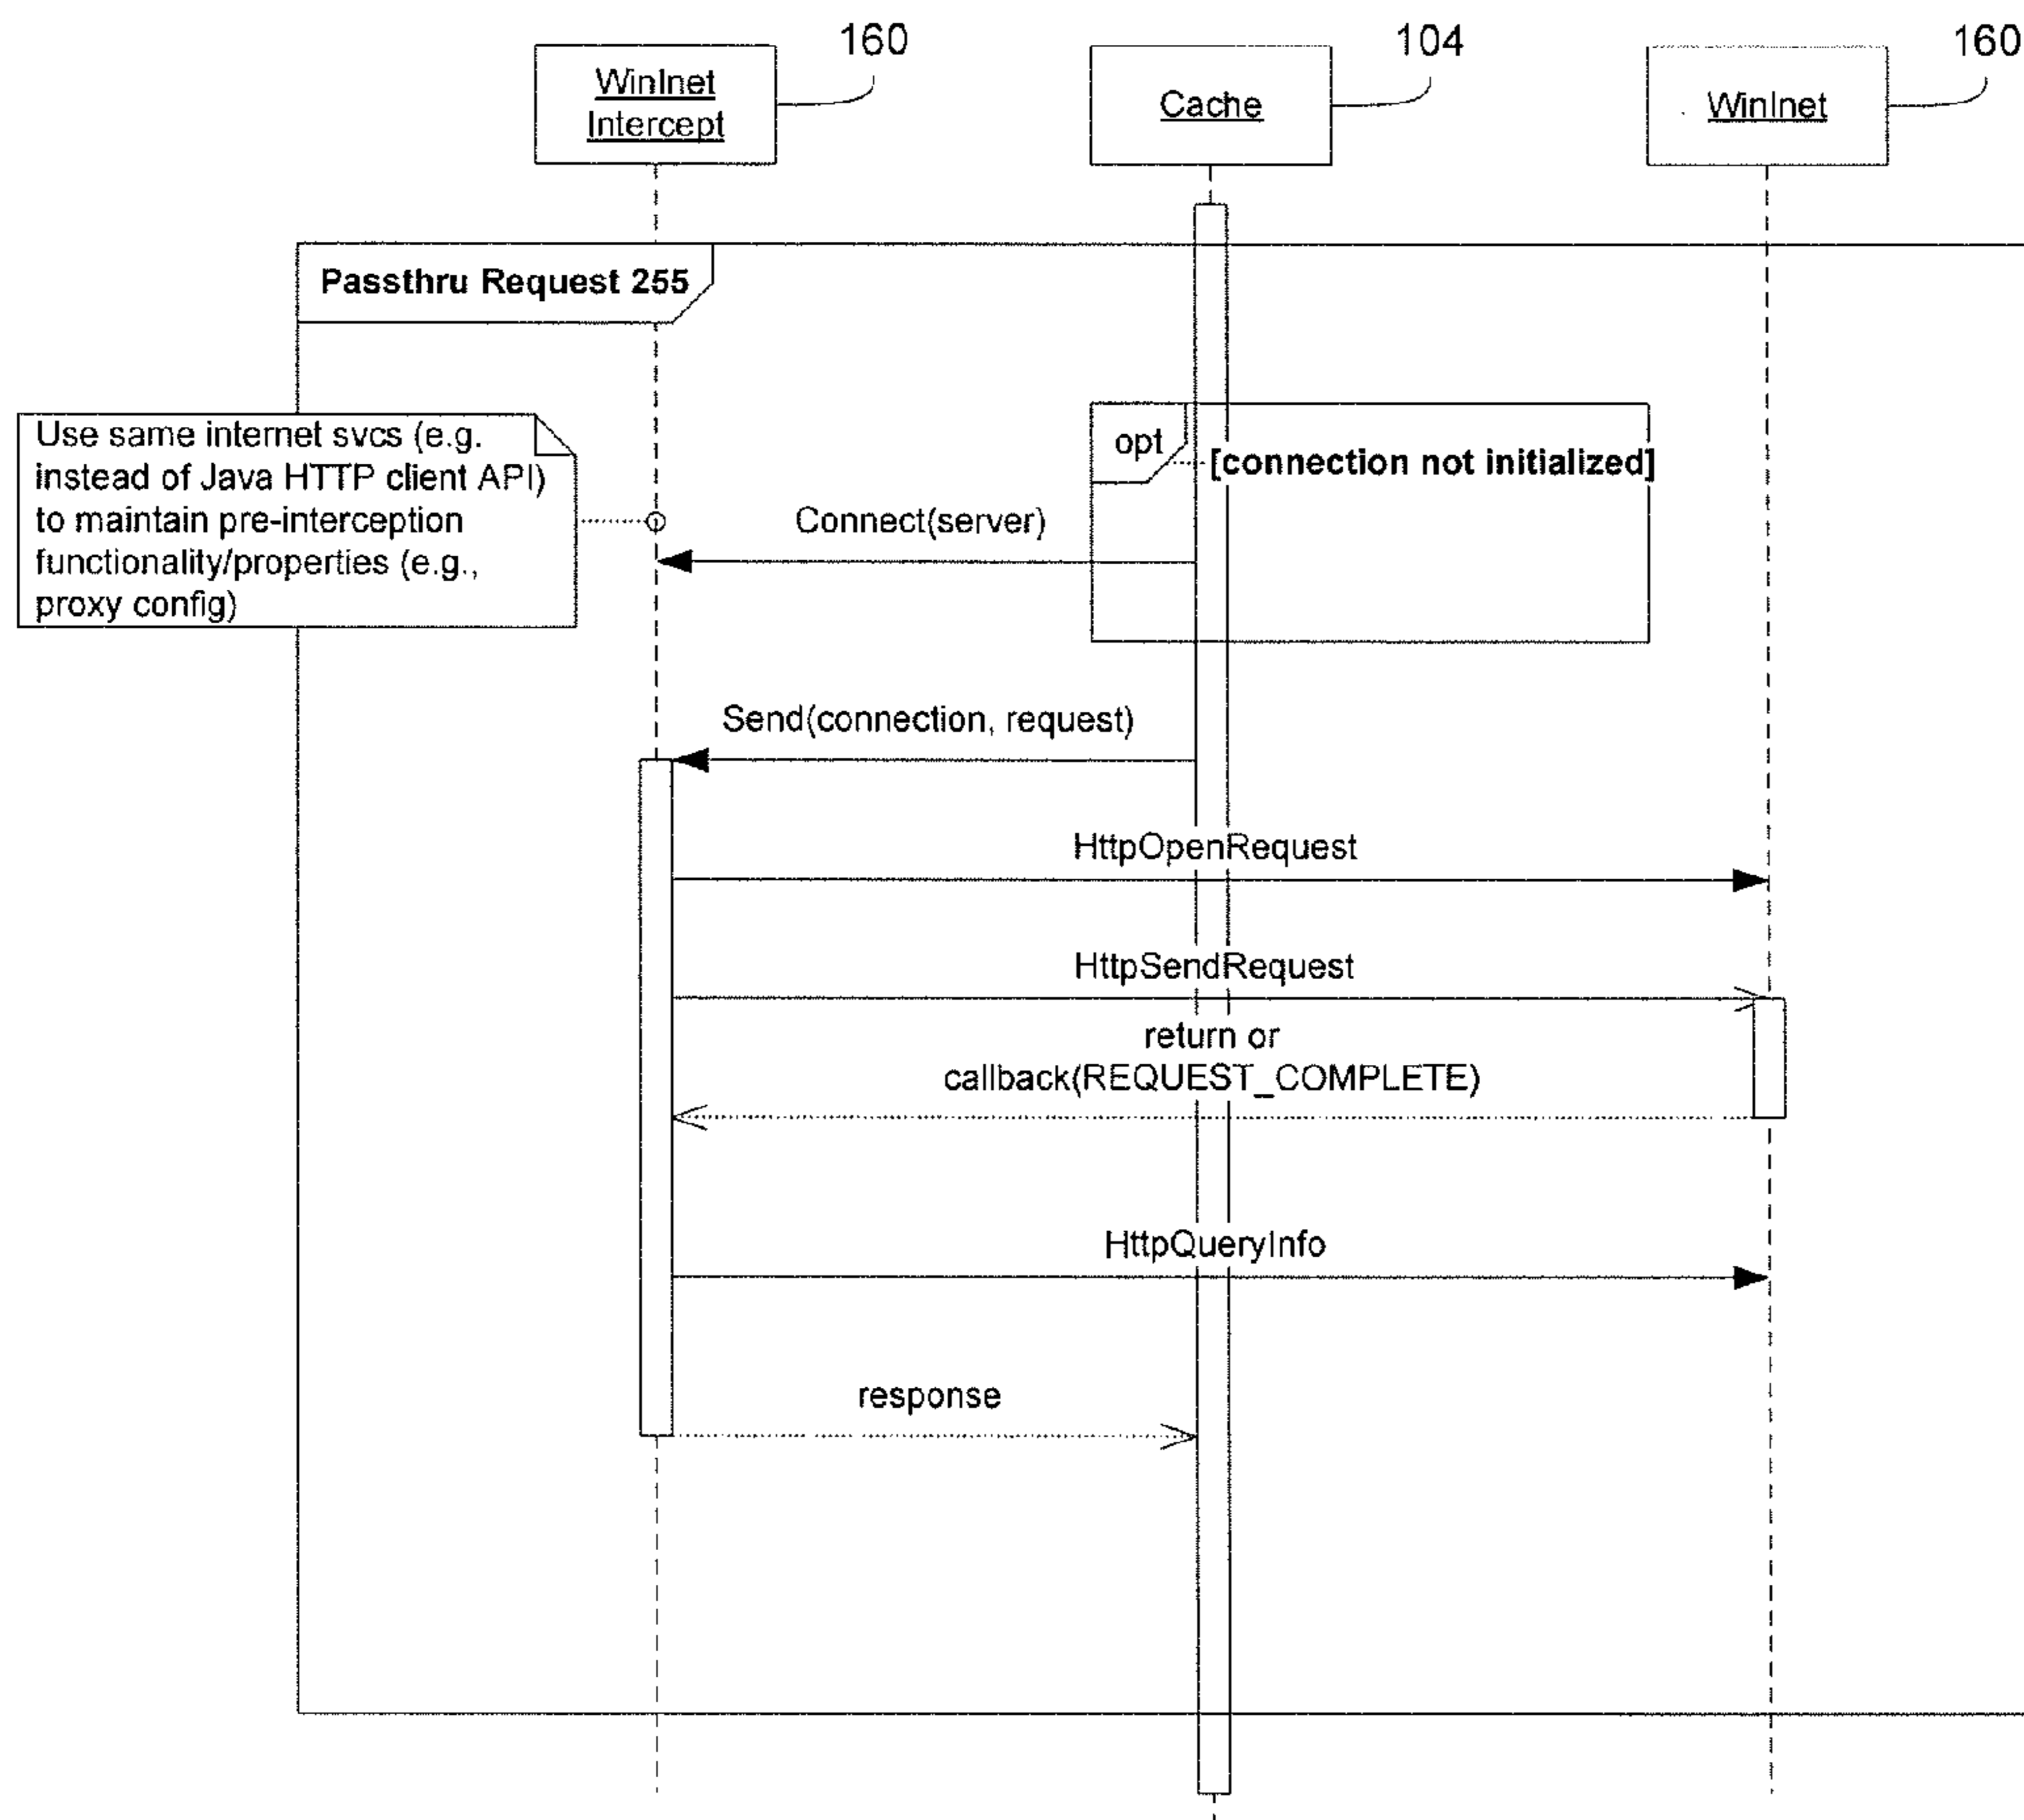 160
104
160
WinInet
Intercept
Cache
WinInet
Passthru Request 255
Use same internet svcs (e.g.
instead of Java HTTP client API)
to maintain pre-interception
functionality/properties (e.g.,
proxy config)
opt
[connection not initialized]
Connect(server)
Send(connection, request)
HttpOpenRequest
HttpSendRequest
return or
callback(REQUEST_COMPLETE)
HttpQueryInfo
response